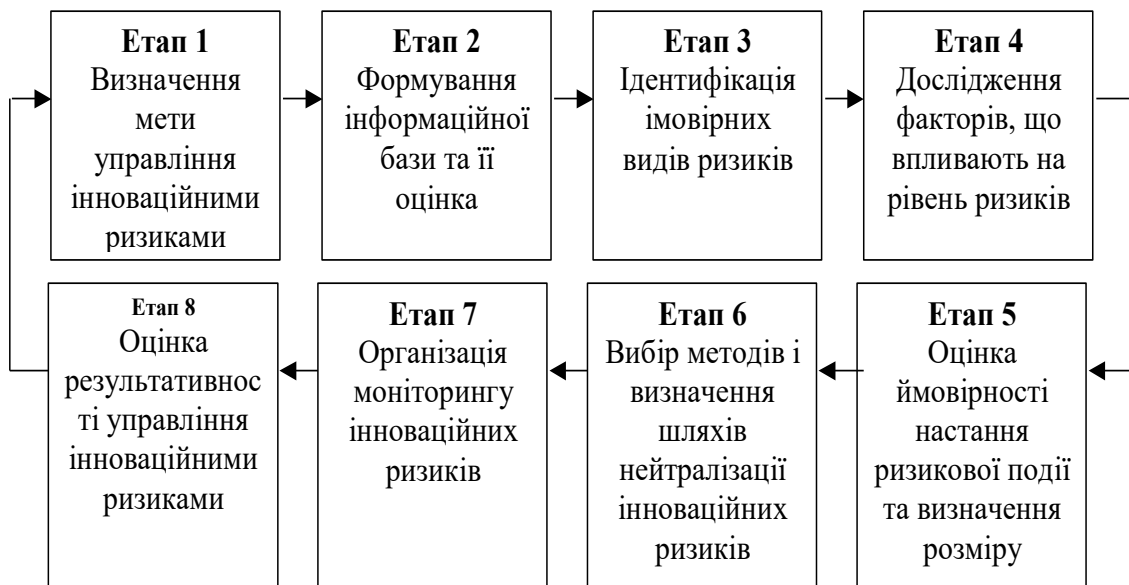 Етап 1
Визначення
мети
управління
інноваційними
ризиками
Етап 2
Формування
інформаційної
бази та її
оцінка
Етап 3
Ідентифікація
імовірних
видів ризиків
Етап 4
Дослідження
факторів, що
впливають на
рівень ризиків
Етап 8
Оцінка
результативнос
ті управління
інноваційними
ризиками
Етап 7
Організація
моніторингу
інноваційних
ризиків
Етап 6
Вибір методів і
визначення
шляхів
нейтралізації
інноваційних
ризиків
Етап 5
Оцінка
ймовірності
настання
ризикової події
та визначення
розміру